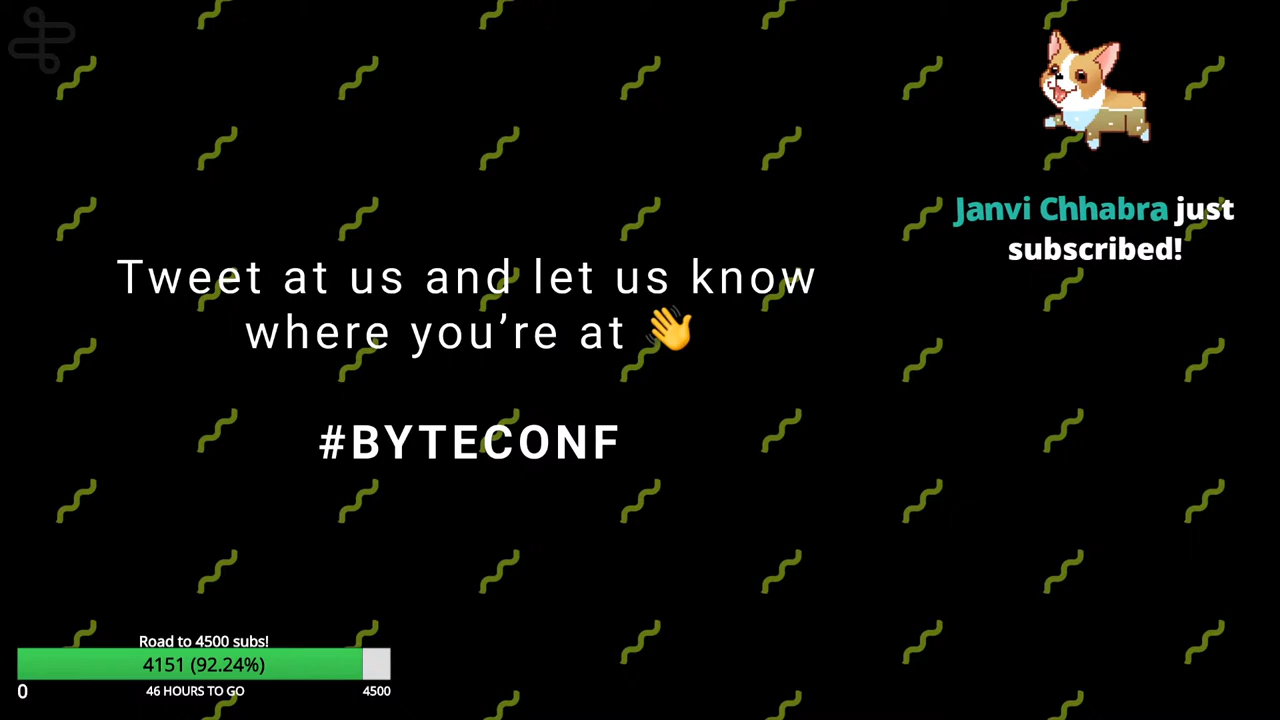 Janvi Chhabra just
subscribed!
Tweet at us and let us know
where you’re at 👋
#BYTECONF
Road to 4500 subs!
4151 (92.24%)
0
46 HOURS TO GO
4500